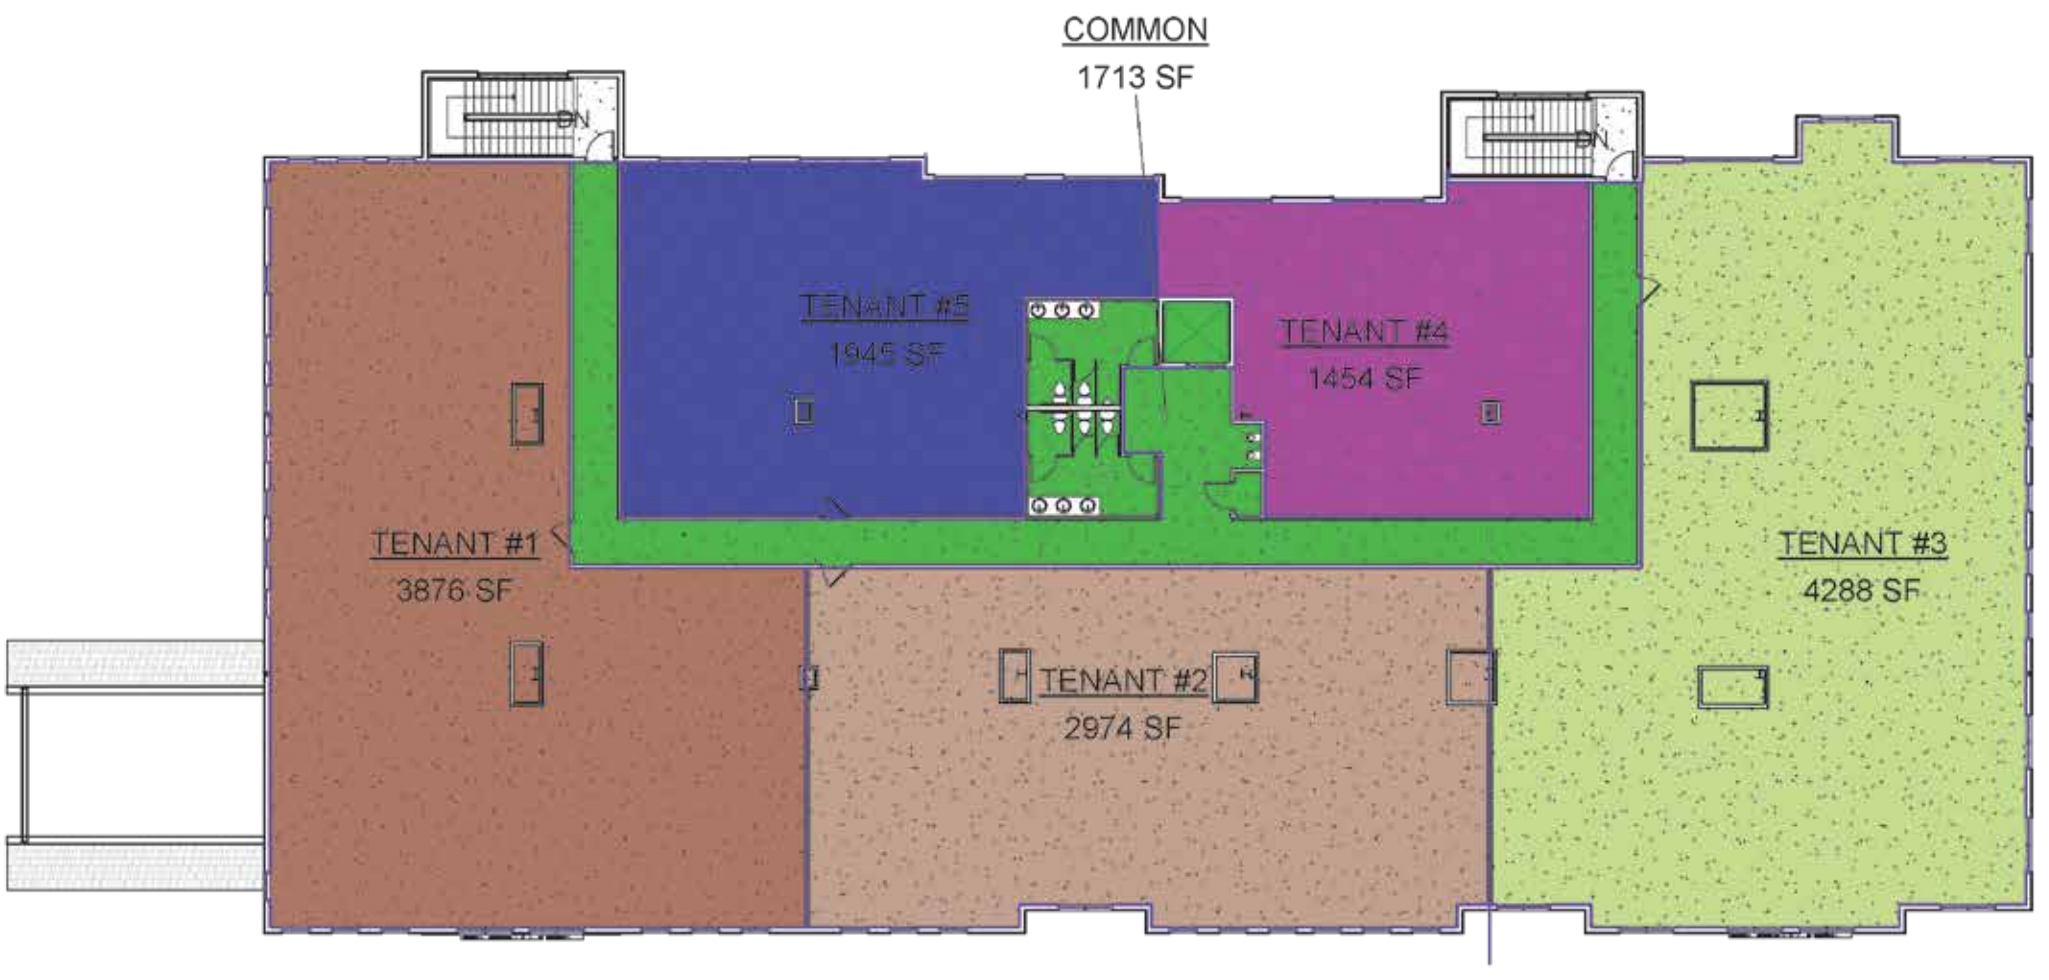 COMMON
1713 SF
DN
DN
TENANT #5
1945 SF
TENANT #4
1454 SF
TENANT #1
3876 SF
TENANT #3
4288 SF
TENANT #2
2974 SF